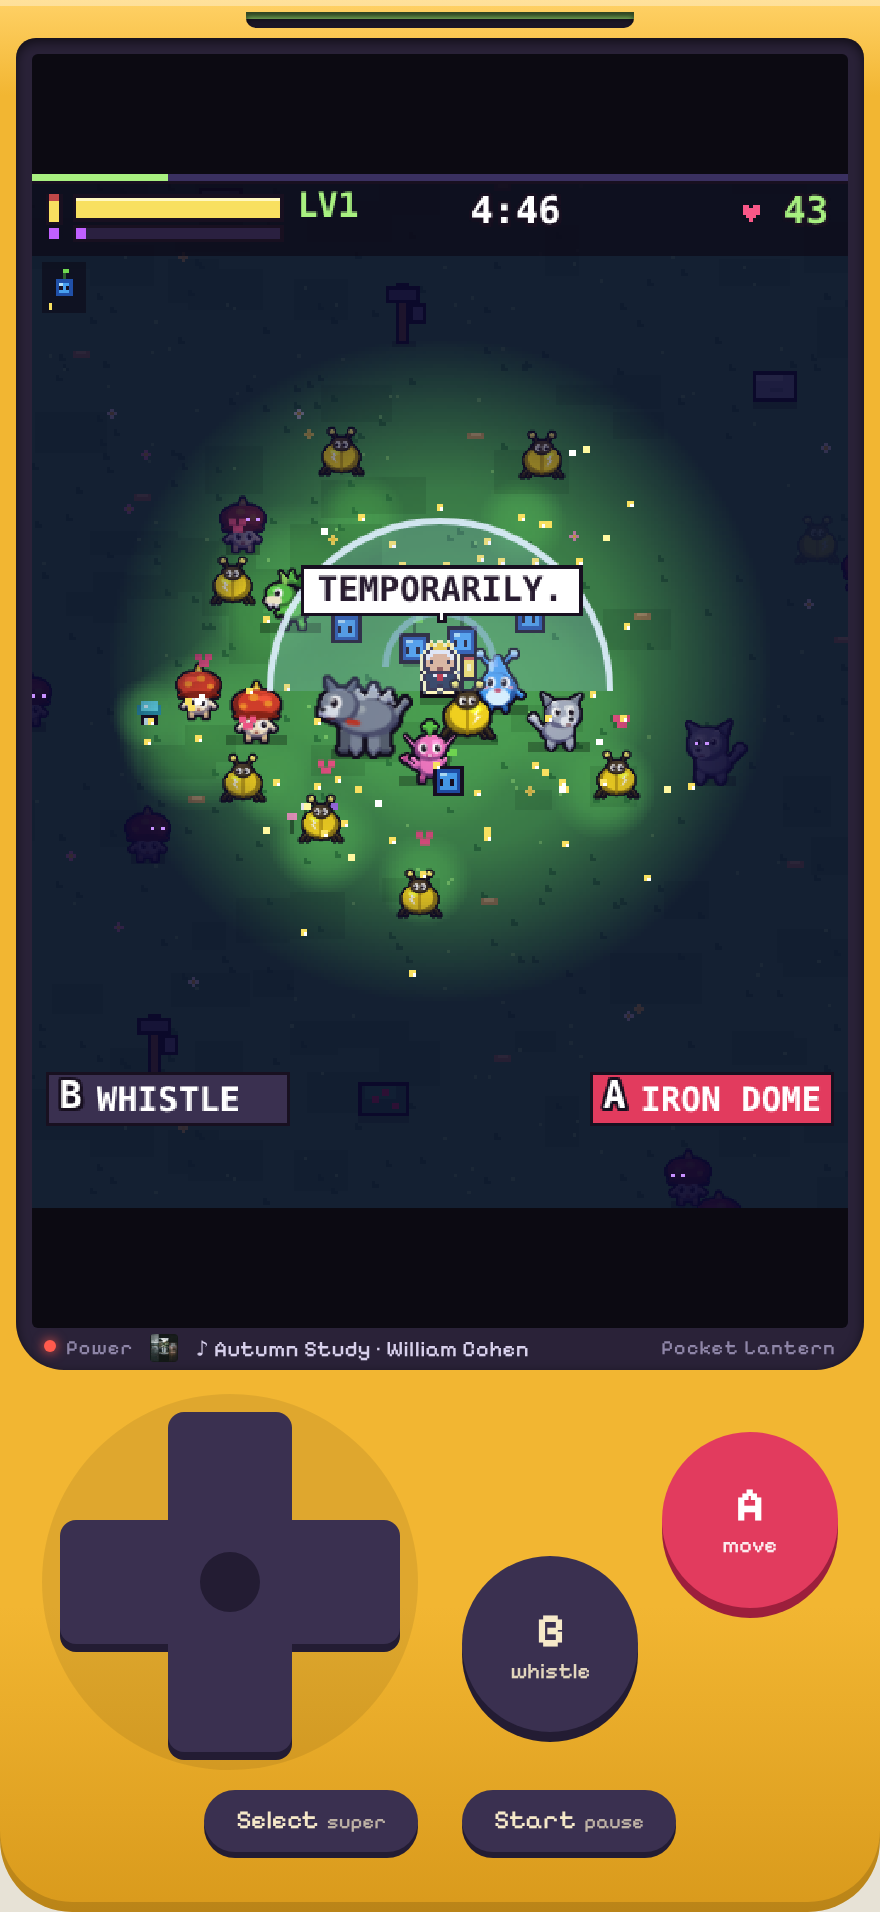 LV1
4:46
43
TEMPORARILY.
B WHISTLE
A IRON DOME
Power
♪ Autumn Study · William Cohen
Pocket Lantern
A
move
B
whistle
Select super
Start pause